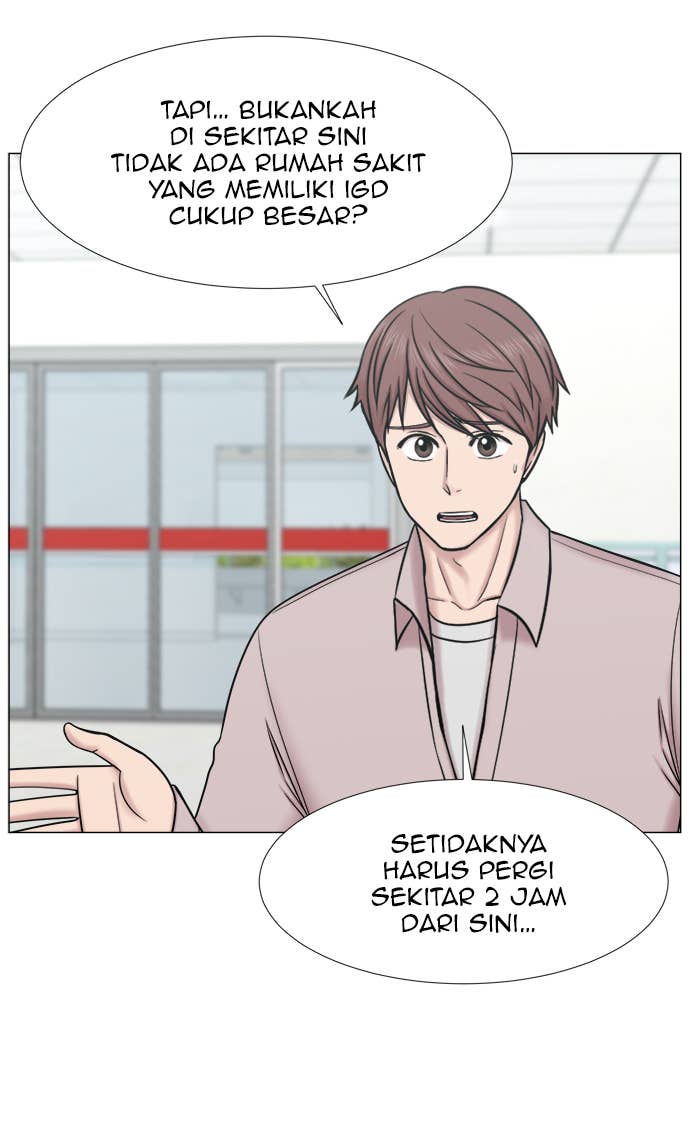 TAPI... BUKANKAH
DI SEKITAR SINI
TIDAK ADA RUMAH SAKIT
YANG MEMILIKI IGD
CUKUP BESAR?
SETIDAKNYA
HARUS PERGI
SEKITAR 2 JAM
DARI SINI...